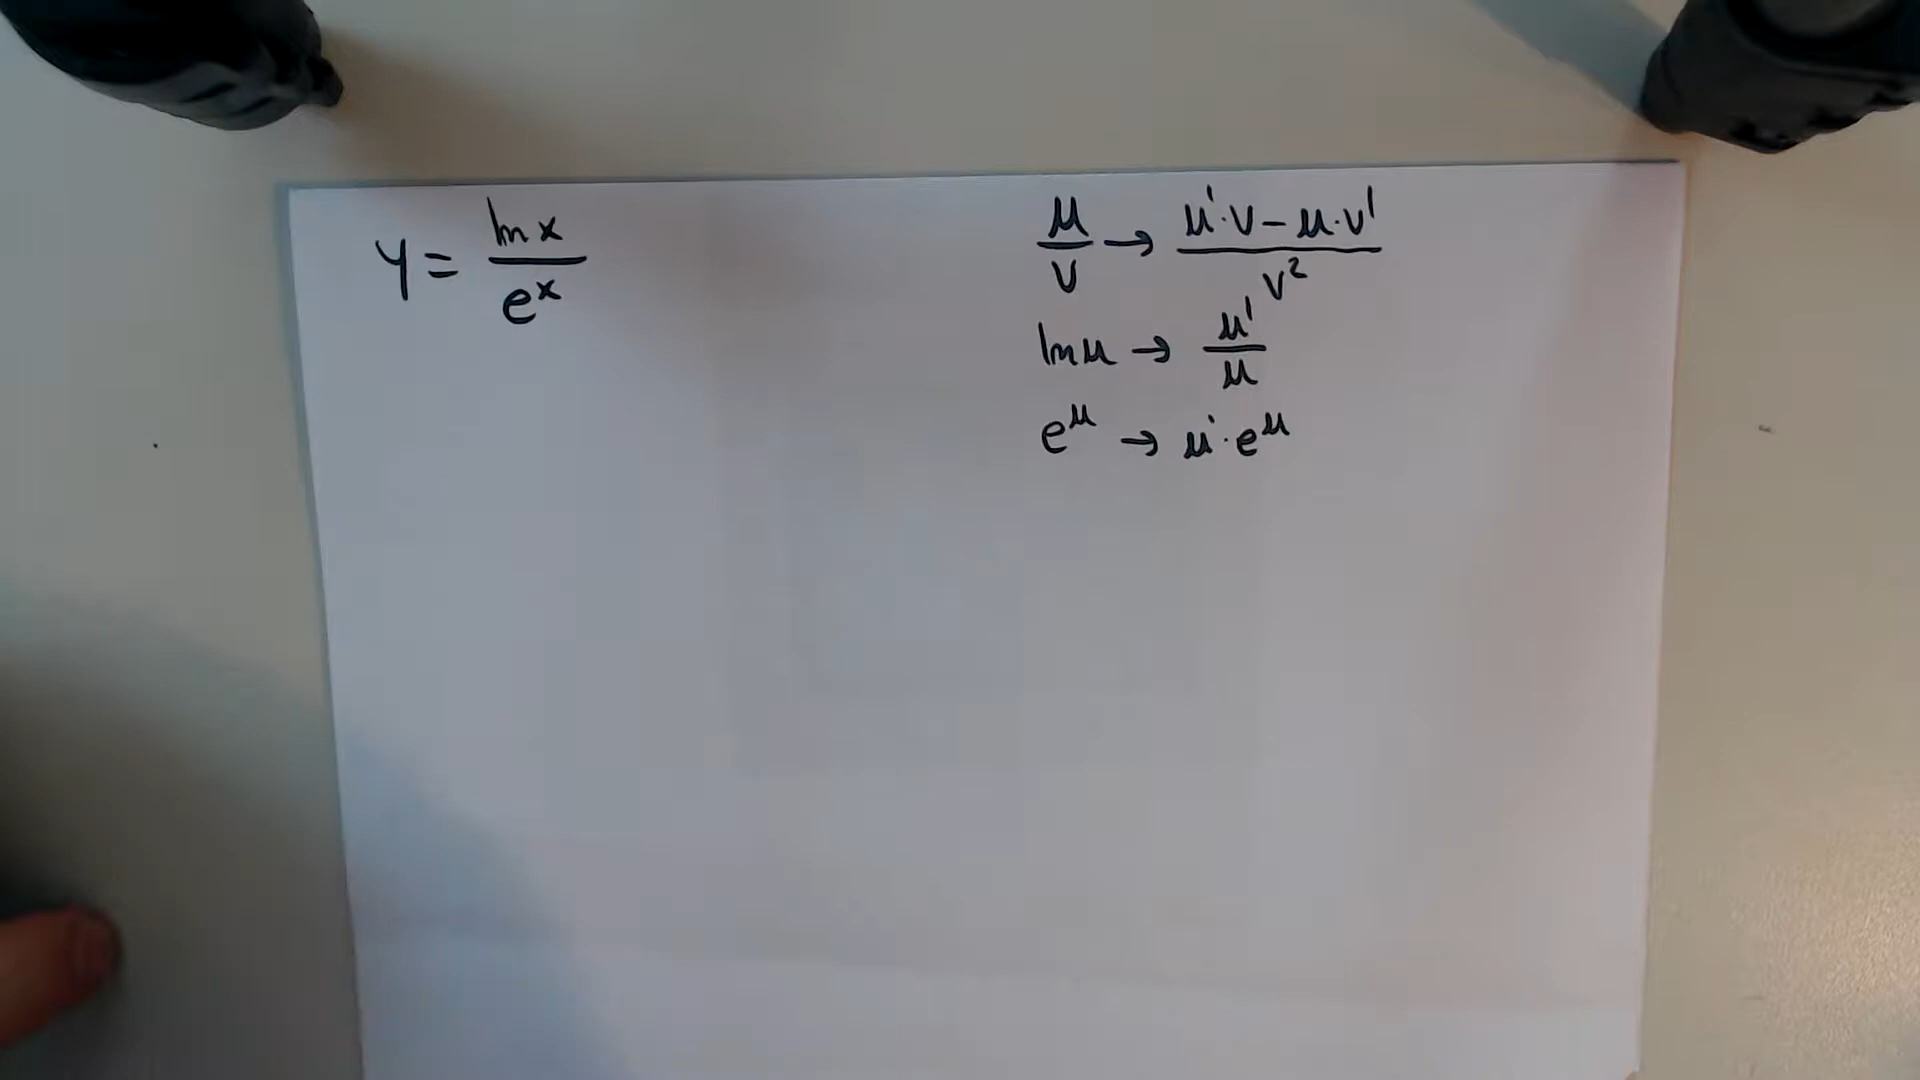 y = ln x / e^x
μ/v → (μ'·v − μ·v')/v²
ln μ → μ'/μ
e^μ → μ'·e^μ